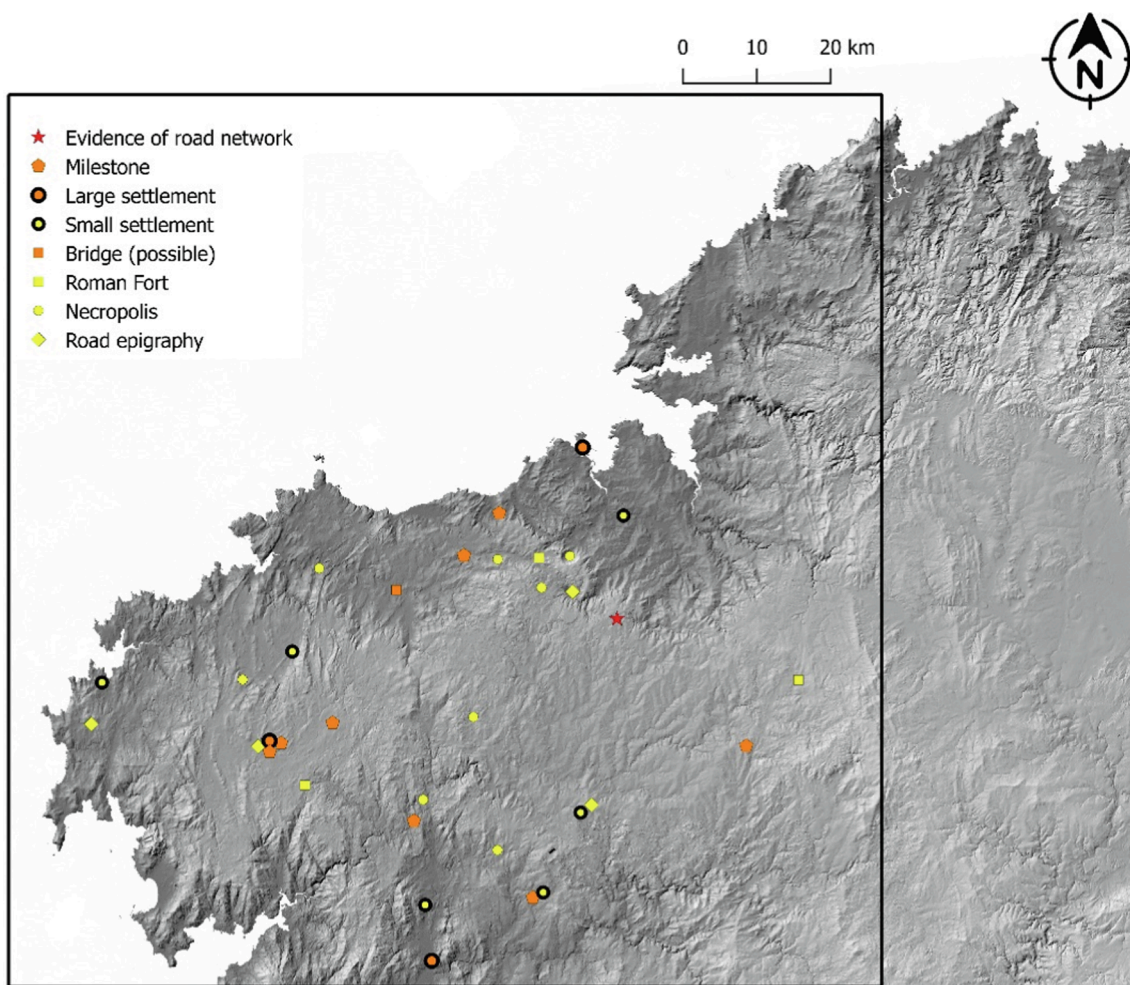 0 10 20 km
N
Evidence of road network
Milestone
Large settlement
Small settlement
Bridge (possible)
Roman Fort
Necropolis
Road epigraphy